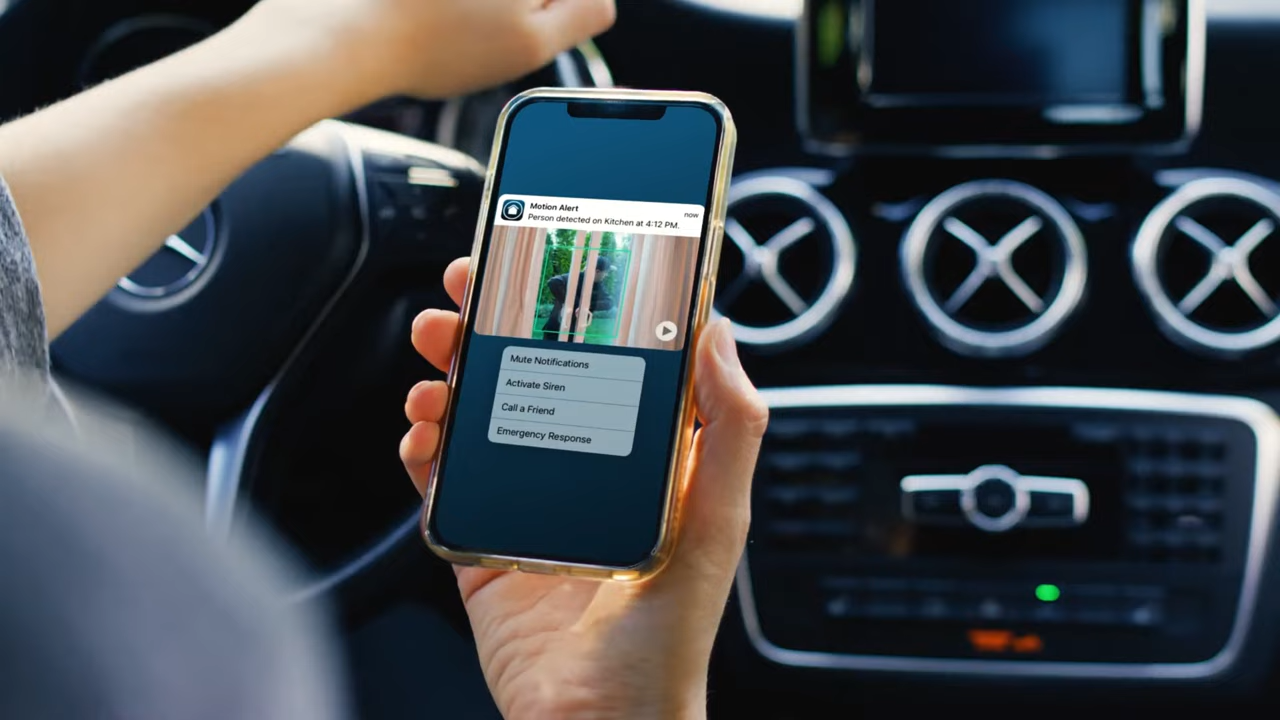 Motion Alert
now
Person detected on Kitchen at 4:12 PM.
Mute Notifications
Activate Siren
Call a Friend
Emergency Response